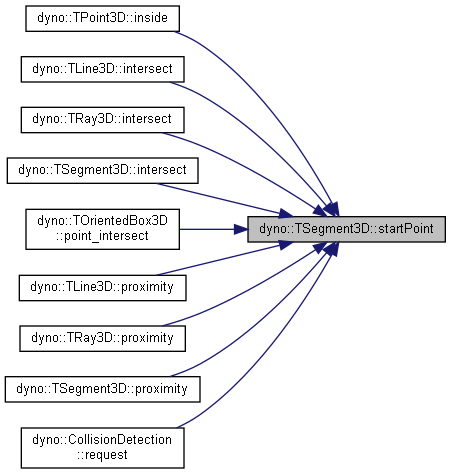 dyno::TPoint3D::inside
dyno::TLine3D::intersect
dyno::TRay3D::intersect
dyno::TSegment3D::intersect
dyno::TOrientedBox3D
::point_intersect
dyno::TSegment3D::startPoint
dyno::TLine3D::proximity
dyno::TRay3D::proximity
dyno::TSegment3D::proximity
dyno::CollisionDetection
::request